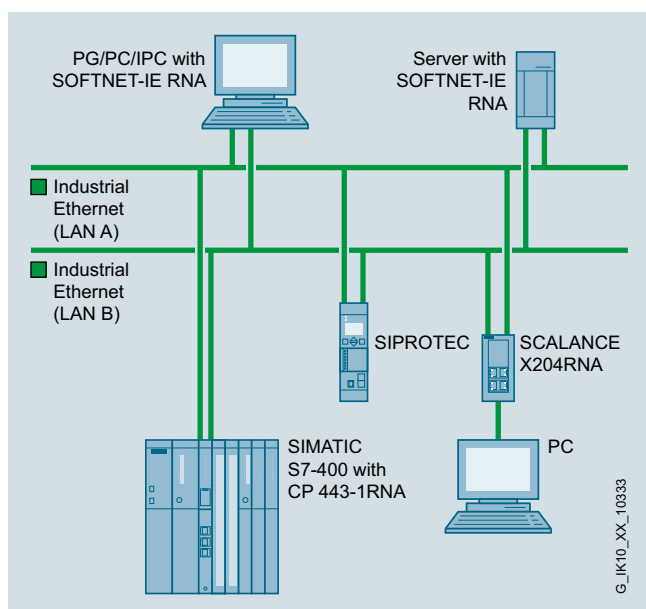 PG/PC/IPC with
SOFTNET-IE RNA
Server with
SOFTNET-IE
RNA
Industrial
Ethernet
(LAN A)
Industrial
Ethernet
(LAN B)
SIPROTEC
SCALANCE
X204RNA
SIMATIC
S7-400 with
CP 443-1RNA
PC
G_IK10_XX_10333